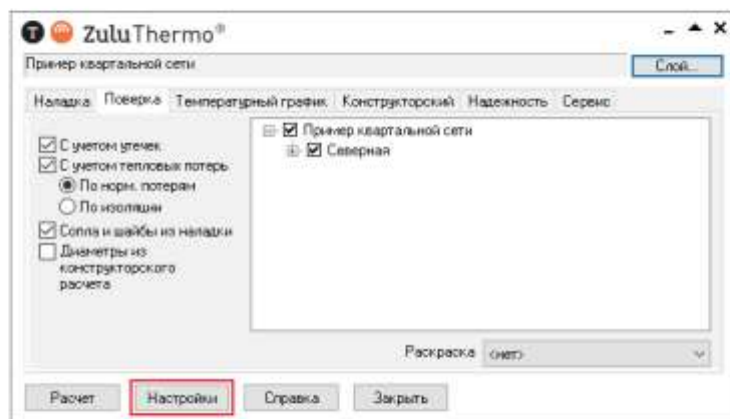 ZuluThermo®
Пример квартальной сети
Слой...
Наладка Поверка Температурный график Конструкторский Надежность Сервис
С учетом утечек
С учетом тепловых потерь
По норм. потерям
По изоляции
Сопла и шайбы из наладки
Диаметры из
конструкторского
расчета
Пример квартальной сети
Северная
Раскраска <нет>
Расчет Настройки Справка Закрыть